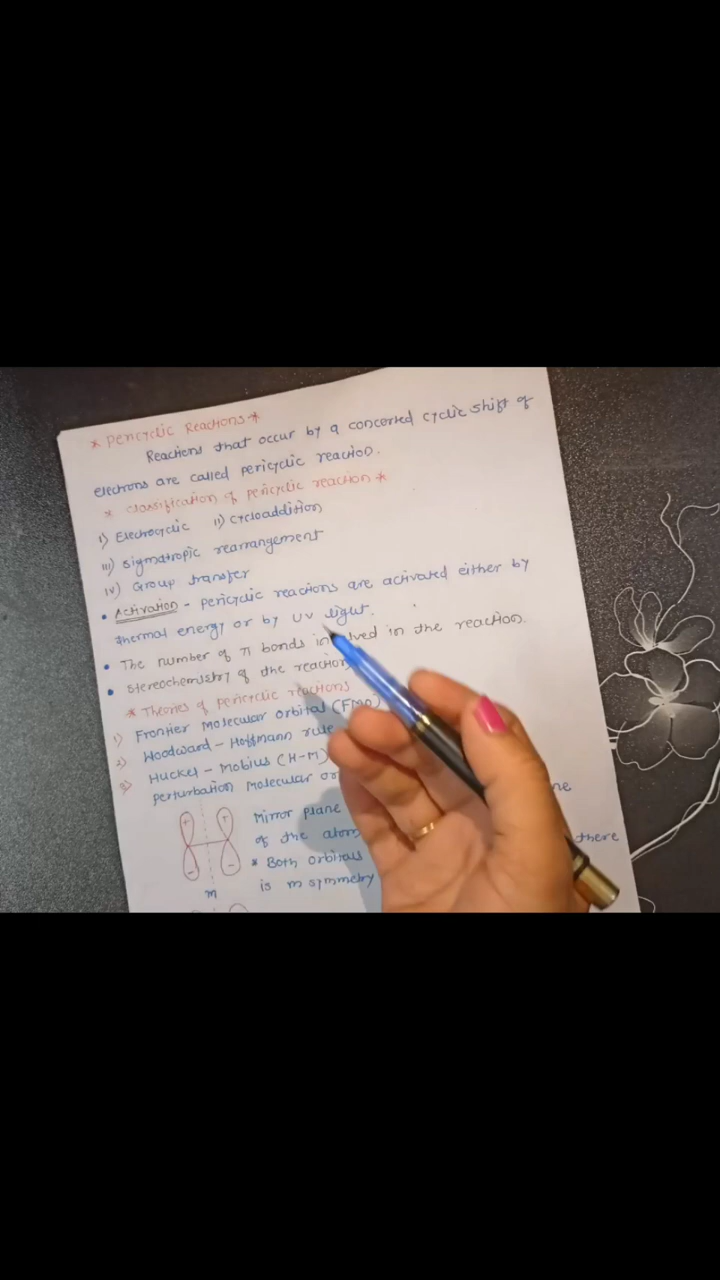 * Pericyclic Reactions *
Reactions that occur by a concerted cyclic shift of
electrons are called pericyclic reaction.
* classification of pericyclic reaction *
i) Electrocyclic ii) cycloaddition
iii) sigmatropic rearrangement
iv) Group transfer
• Activation - pericyclic reactions are activated either by
thermal energy or by UV light.
• The number of π bonds in lved in the reaction.
• stereochemistry of the reaction
* Theories of pericyclic reactions
1) Frontier Molecular orbital (FMO)
2) Woodward - Hoffmann rule
3) Huckel - Mobius (H-M)
perturbation molecular or
+ + Mirror plane ne
of the atom there
- - * Both orbitals
m is m symmetry